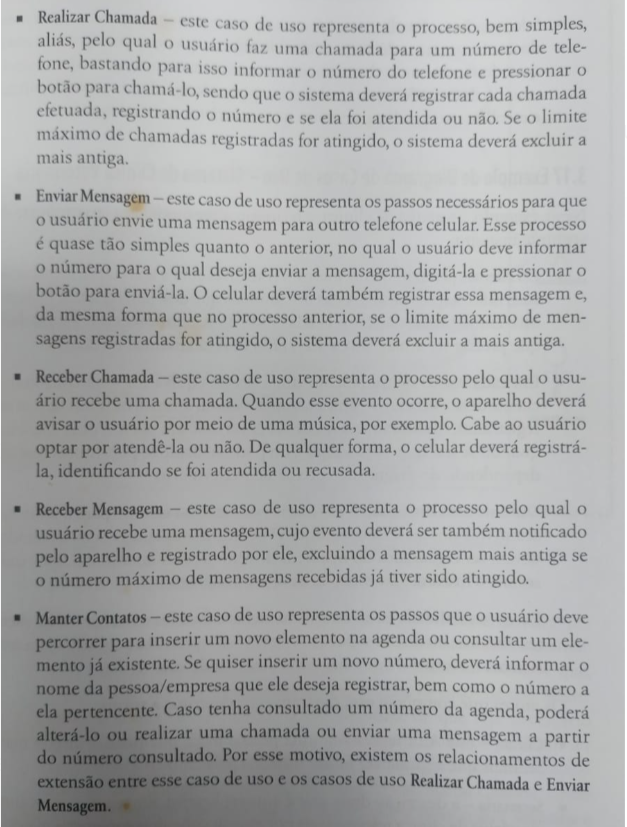 ▪ Realizar Chamada – este caso de uso representa o processo, bem simples,
aliás, pelo qual o usuário faz uma chamada para um número de tele-
fone, bastando para isso informar o número do telefone e pressionar o
botão para chamá-lo, sendo que o sistema deverá registrar cada chamada
efetuada, registrando o número e se ela foi atendida ou não. Se o limite
máximo de chamadas registradas for atingido, o sistema deverá excluir a
mais antiga.
▪ Enviar Mensagem – este caso de uso representa os passos necessários para que
o usuário envie uma mensagem para outro telefone celular. Esse processo
é quase tão simples quanto o anterior, no qual o usuário deve informar
o número para o qual deseja enviar a mensagem, digitá-la e pressionar o
botão para enviá-la. O celular deverá também registrar essa mensagem e,
da mesma forma que no processo anterior, se o limite máximo de men-
sagens registradas for atingido, o sistema deverá excluir a mais antiga.
▪ Receber Chamada – este caso de uso representa o processo pelo qual o usu-
ário recebe uma chamada. Quando esse evento ocorre, o aparelho deverá
avisar o usuário por meio de uma música, por exemplo. Cabe ao usuário
optar por atendê-la ou não. De qualquer forma, o celular deverá registrá-
la, identificando se foi atendida ou recusada.
▪ Receber Mensagem – este caso de uso representa o processo pelo qual o
usuário recebe uma mensagem, cujo evento deverá ser também notificado
pelo aparelho e registrado por ele, excluindo a mensagem mais antiga se
o número máximo de mensagens recebidas já tiver sido atingido.
▪ Manter Contatos – este caso de uso representa os passos que o usuário deve
percorrer para inserir um novo elemento na agenda ou consultar um ele-
mento já existente. Se quiser inserir um novo número, deverá informar o
nome da pessoa/empresa que ele deseja registrar, bem como o número a
ela pertencente. Caso tenha consultado um número da agenda, poderá
alterá-lo ou realizar uma chamada ou enviar uma mensagem a partir
do número consultado. Por esse motivo, existem os relacionamentos de
extensão entre esse caso de uso e os casos de uso Realizar Chamada e Enviar
Mensagem.